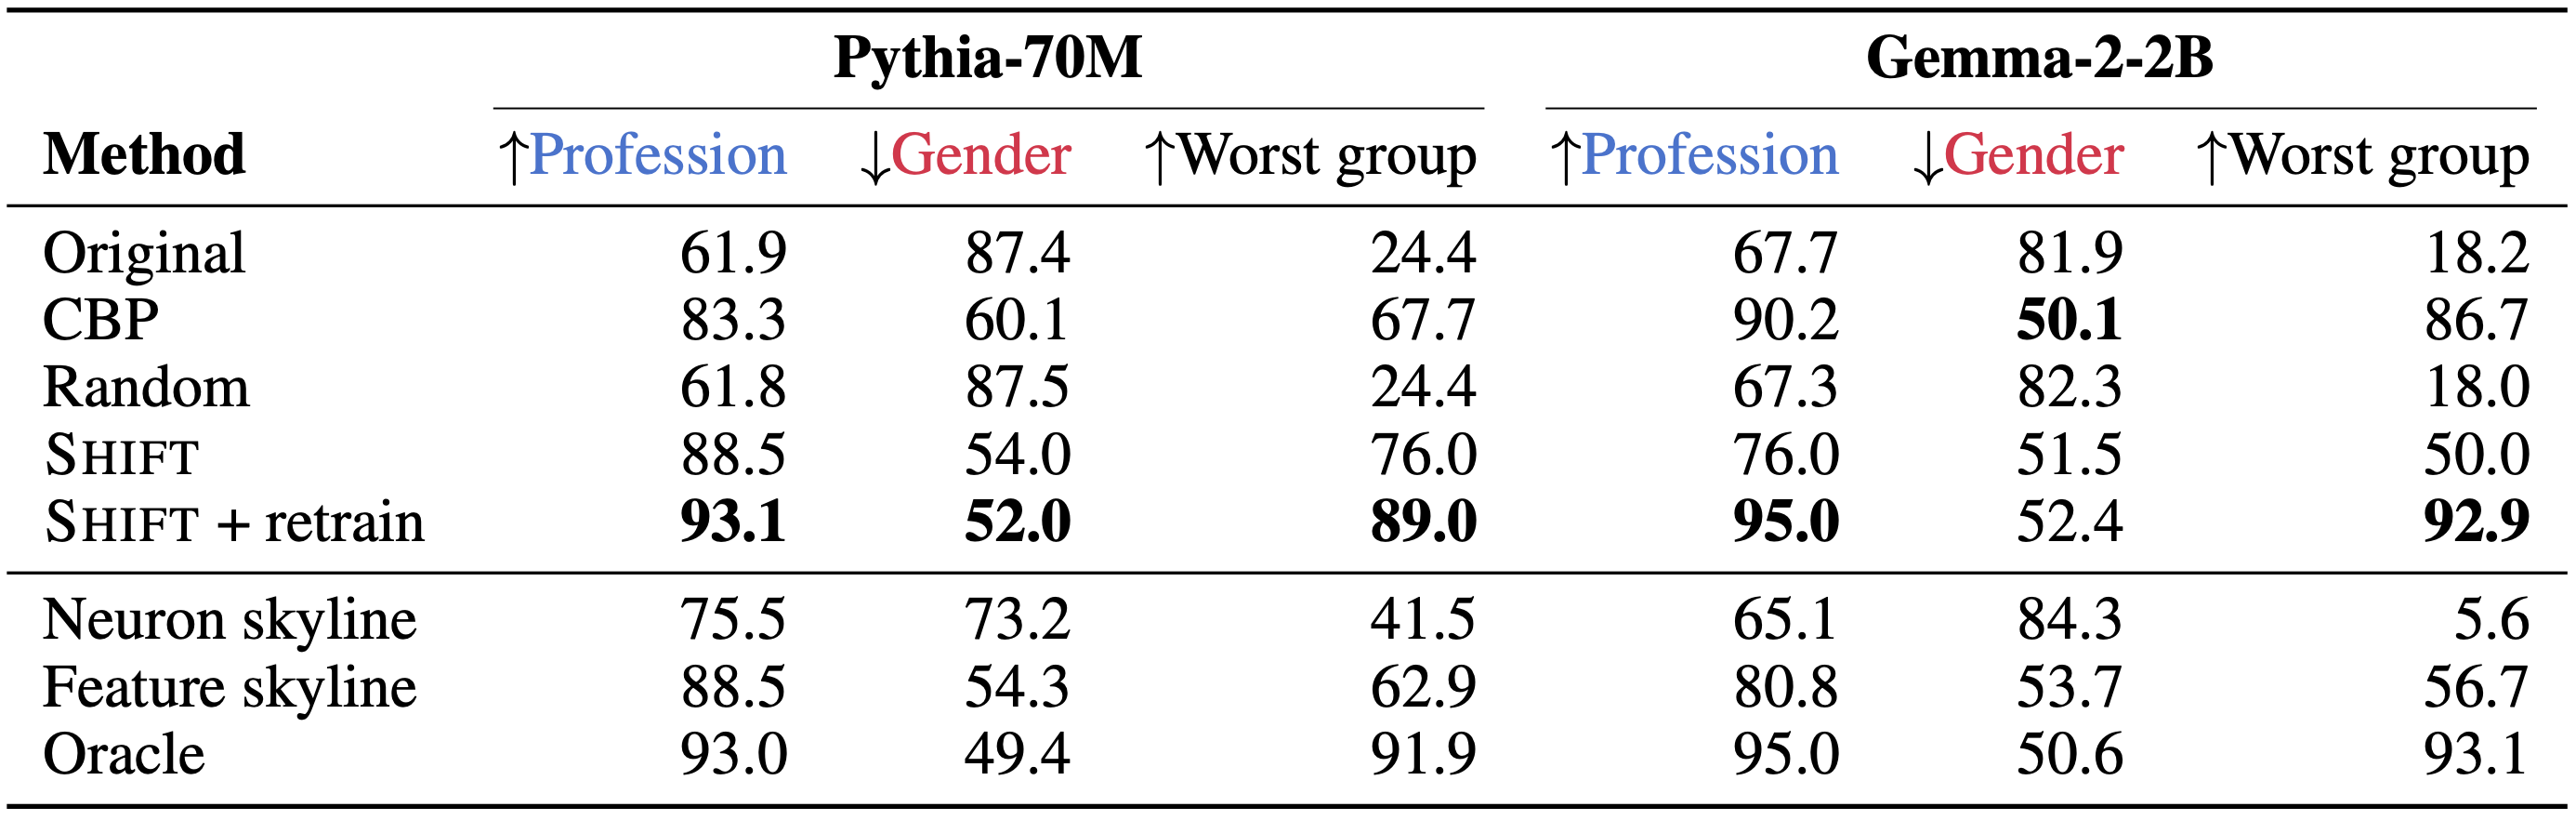 Pythia-70M Gemma-2-2B
Method ↑Profession ↓Gender ↑Worst group ↑Profession ↓Gender ↑Worst group
Original 61.9 87.4 24.4 67.7 81.9 18.2
CBP 83.3 60.1 67.7 90.2 50.1 86.7
Random 61.8 87.5 24.4 67.3 82.3 18.0
SHIFT 88.5 54.0 76.0 76.0 51.5 50.0
SHIFT + retrain 93.1 52.0 89.0 95.0 52.4 92.9
Neuron skyline 75.5 73.2 41.5 65.1 84.3 5.6
Feature skyline 88.5 54.3 62.9 80.8 53.7 56.7
Oracle 93.0 49.4 91.9 95.0 50.6 93.1